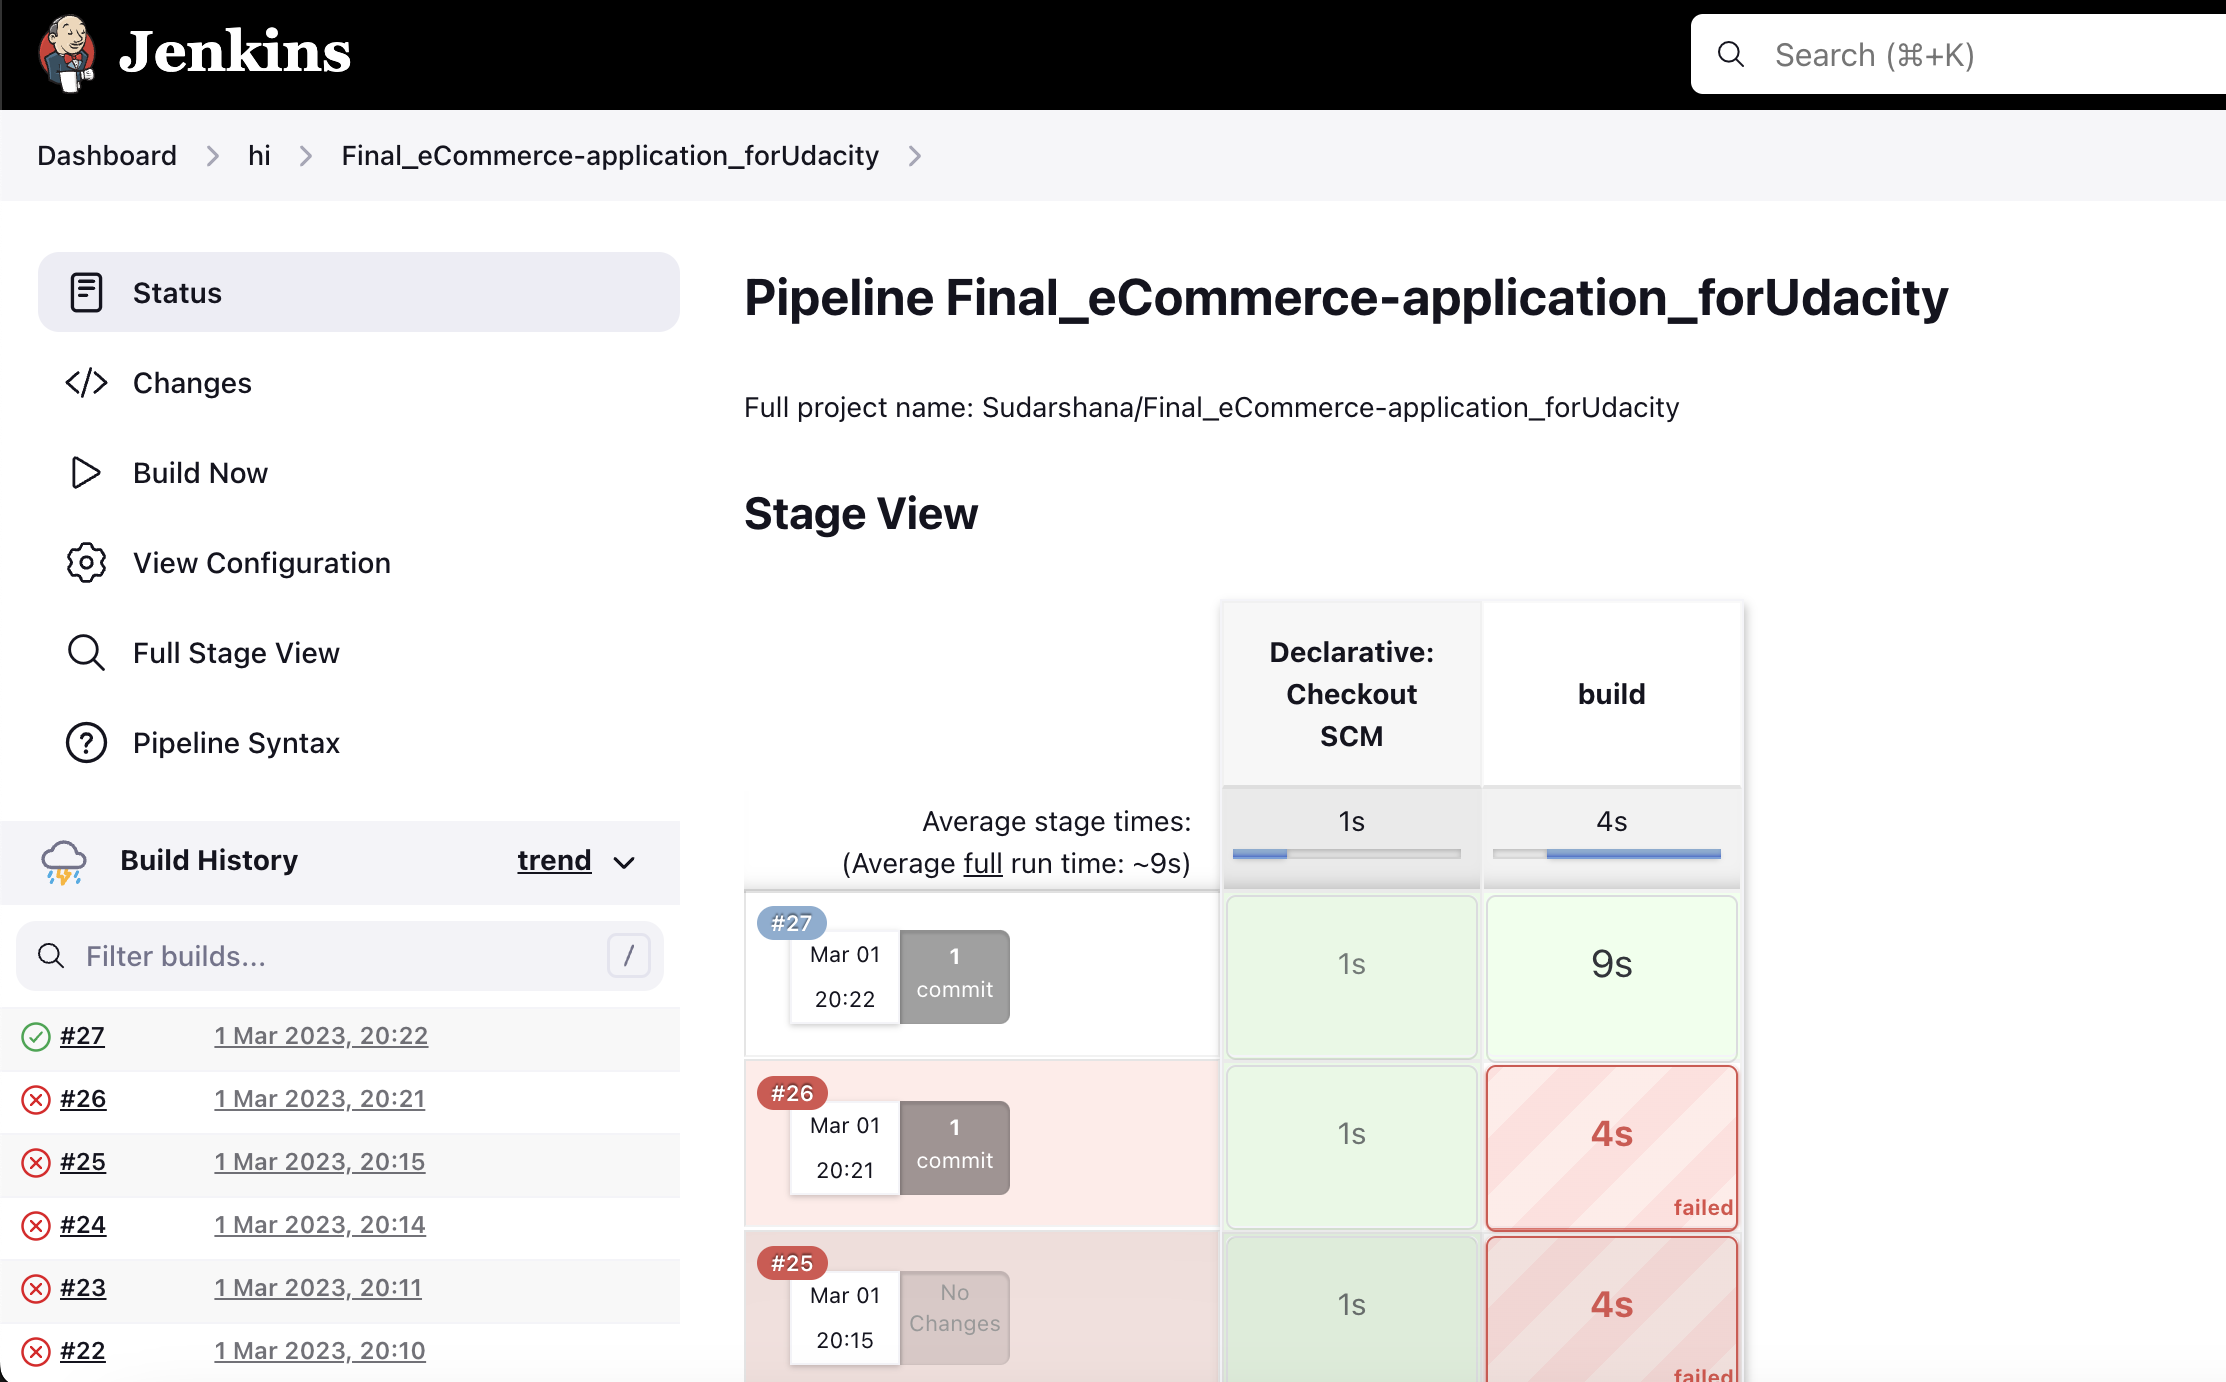 Jenkins
Search (⌘+K)
Dashboard > hi > Final_eCommerce-application_forUdacity >
Status
Changes
Build Now
View Configuration
Full Stage View
Pipeline Syntax
Build History
trend
Filter builds...
/
#27 1 Mar 2023, 20:22
#26 1 Mar 2023, 20:21
#25 1 Mar 2023, 20:15
#24 1 Mar 2023, 20:14
#23 1 Mar 2023, 20:11
#22 1 Mar 2023, 20:10
Pipeline Final_eCommerce-application_forUdacity
Full project name: Sudarshana/Final_eCommerce-application_forUdacity
Stage View
Declarative:
Checkout
SCM
build
Average stage times:
(Average full run time: ~9s)
1s
4s
#27
Mar 01
20:22
1
commit
1s
9s
#26
Mar 01
20:21
1
commit
1s
4s
failed
#25
Mar 01
20:15
No
Changes
1s
4s
failed